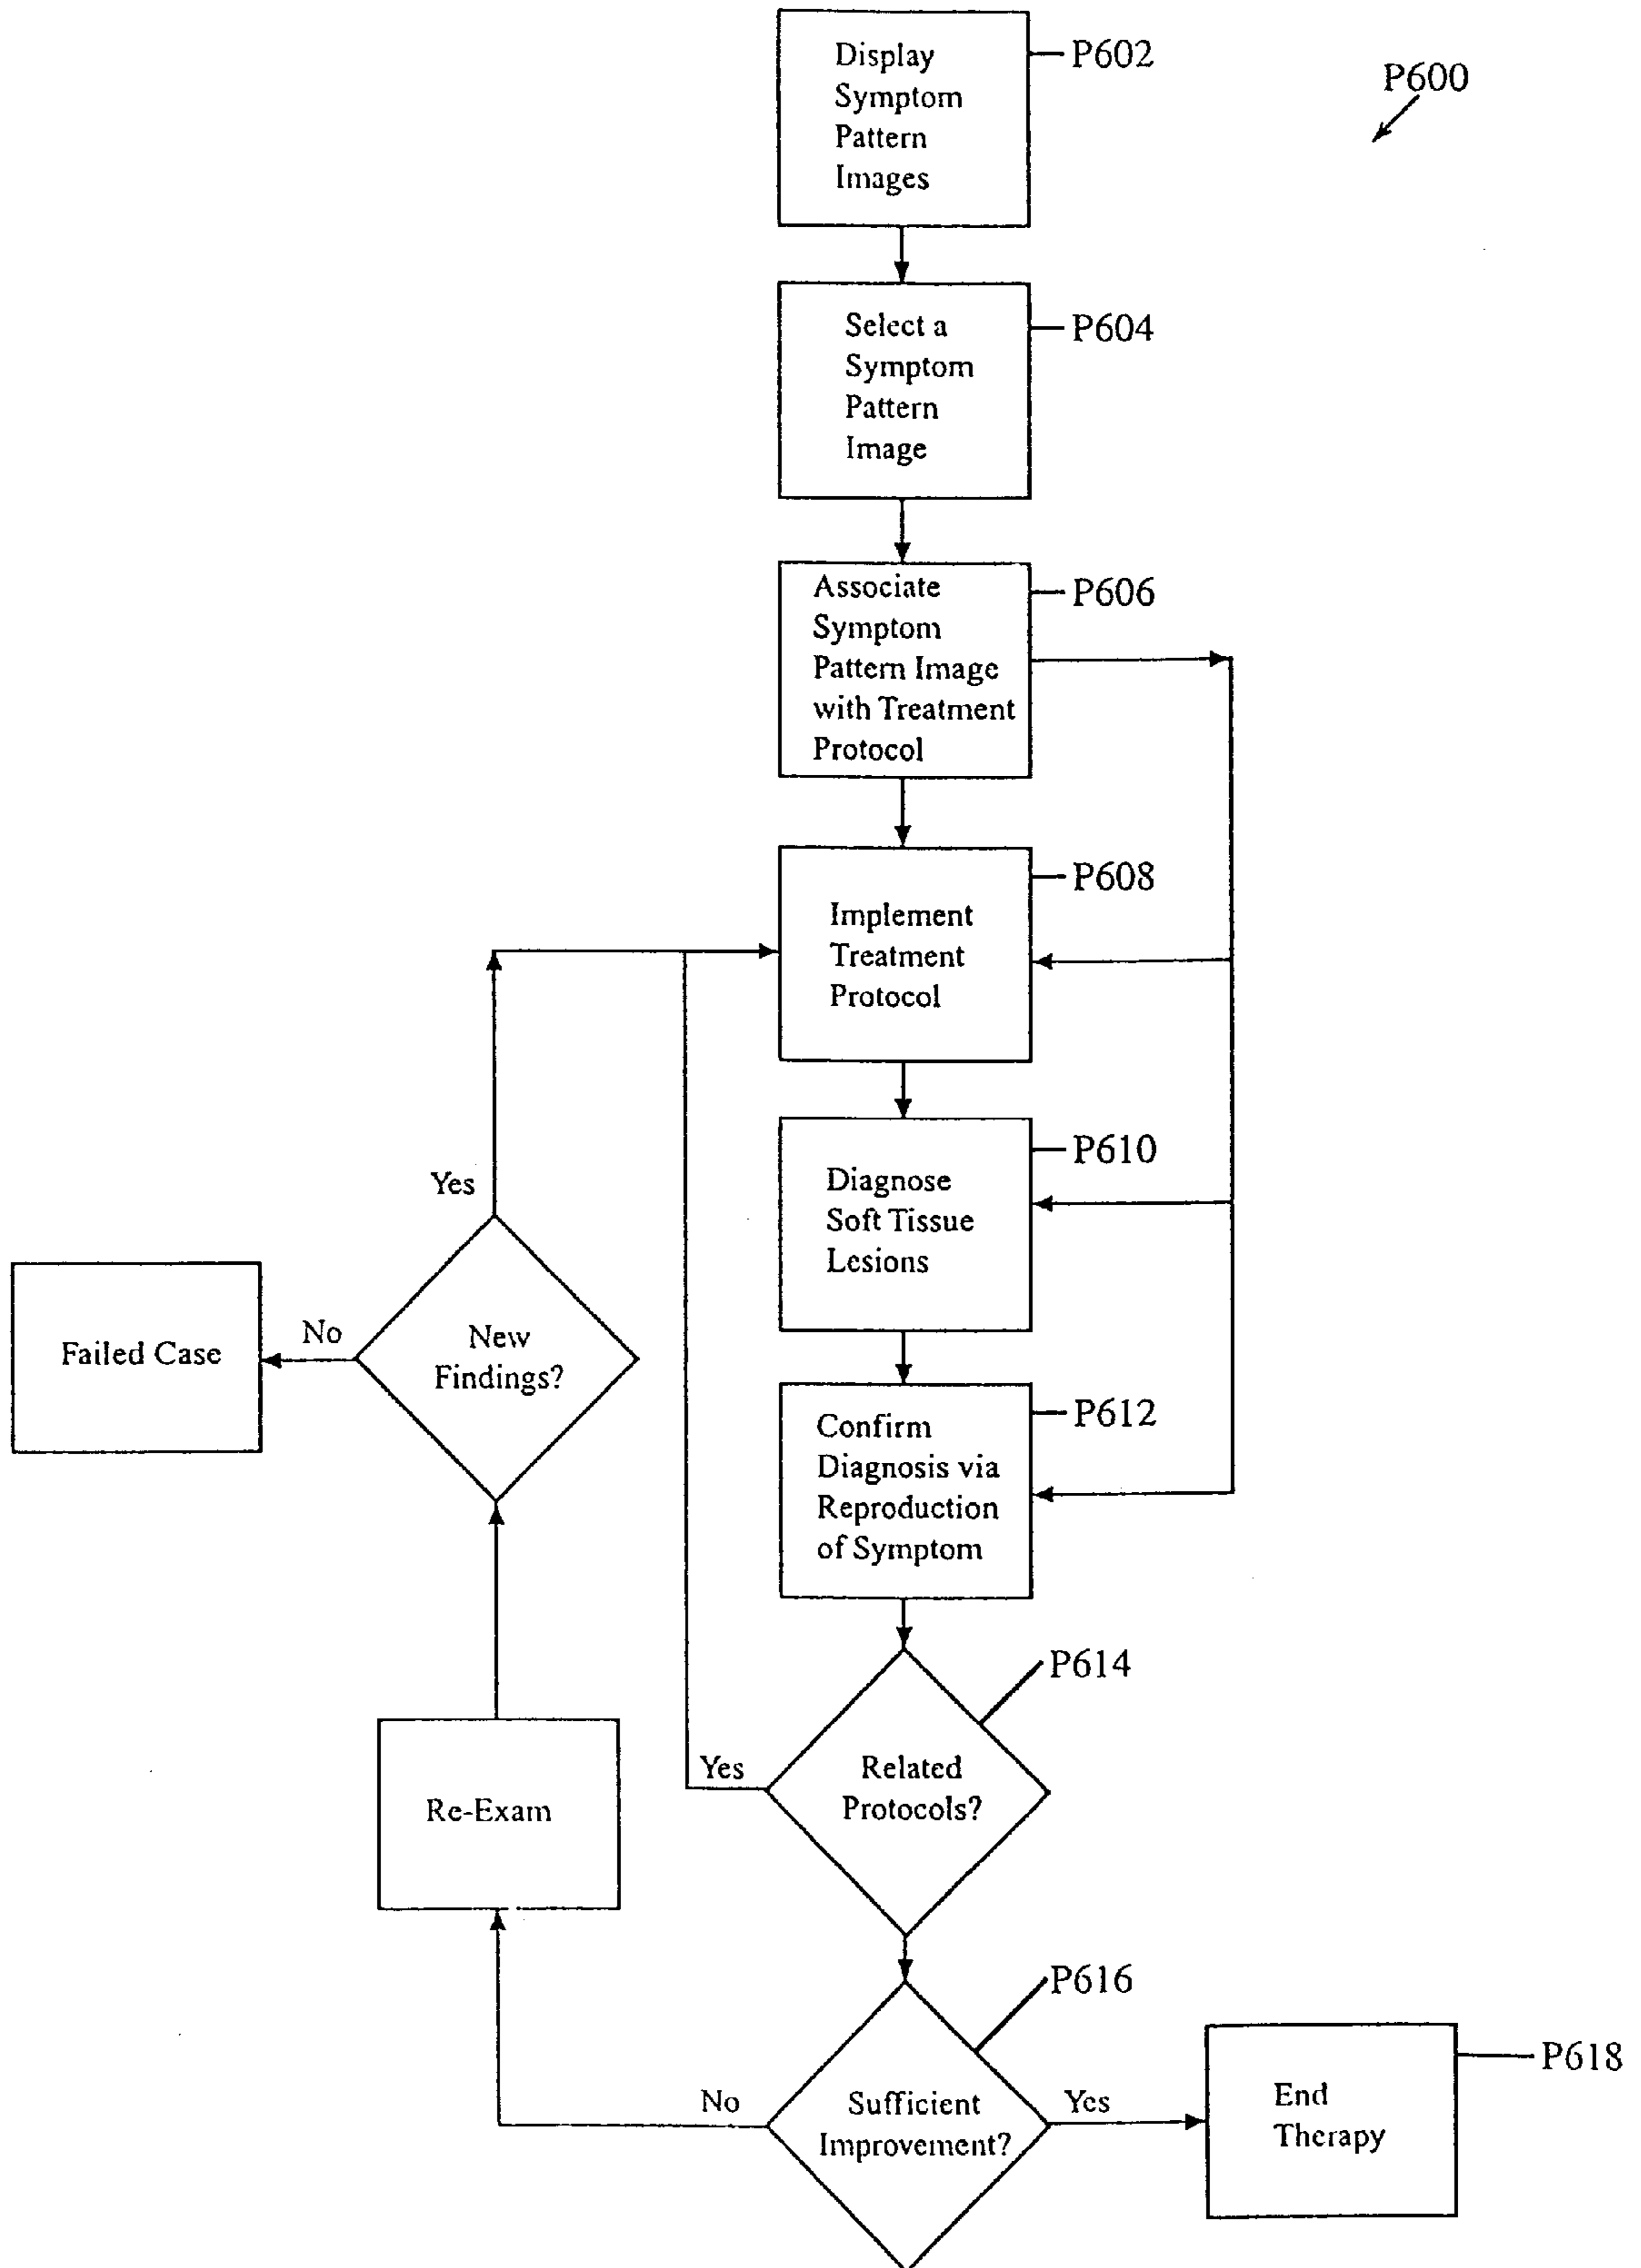 Display
Symptom
Pattern
Images
P602
P600
Select a
Symptom
Pattern
Image
P604
Associate
Symptom
Pattern Image
with Treatment
Protocol
P606
Implement
Treatment
Protocol
P608
Diagnose
Soft Tissue
Lesions
P610
Yes
Failed Case
No
New
Findings?
Confirm
Diagnosis via
Reproduction
of Symptom
P612
P614
Yes
Related
Protocols?
Re-Exam
P616
No
Sufficient
Improvement?
Yes
End
Therapy
P618